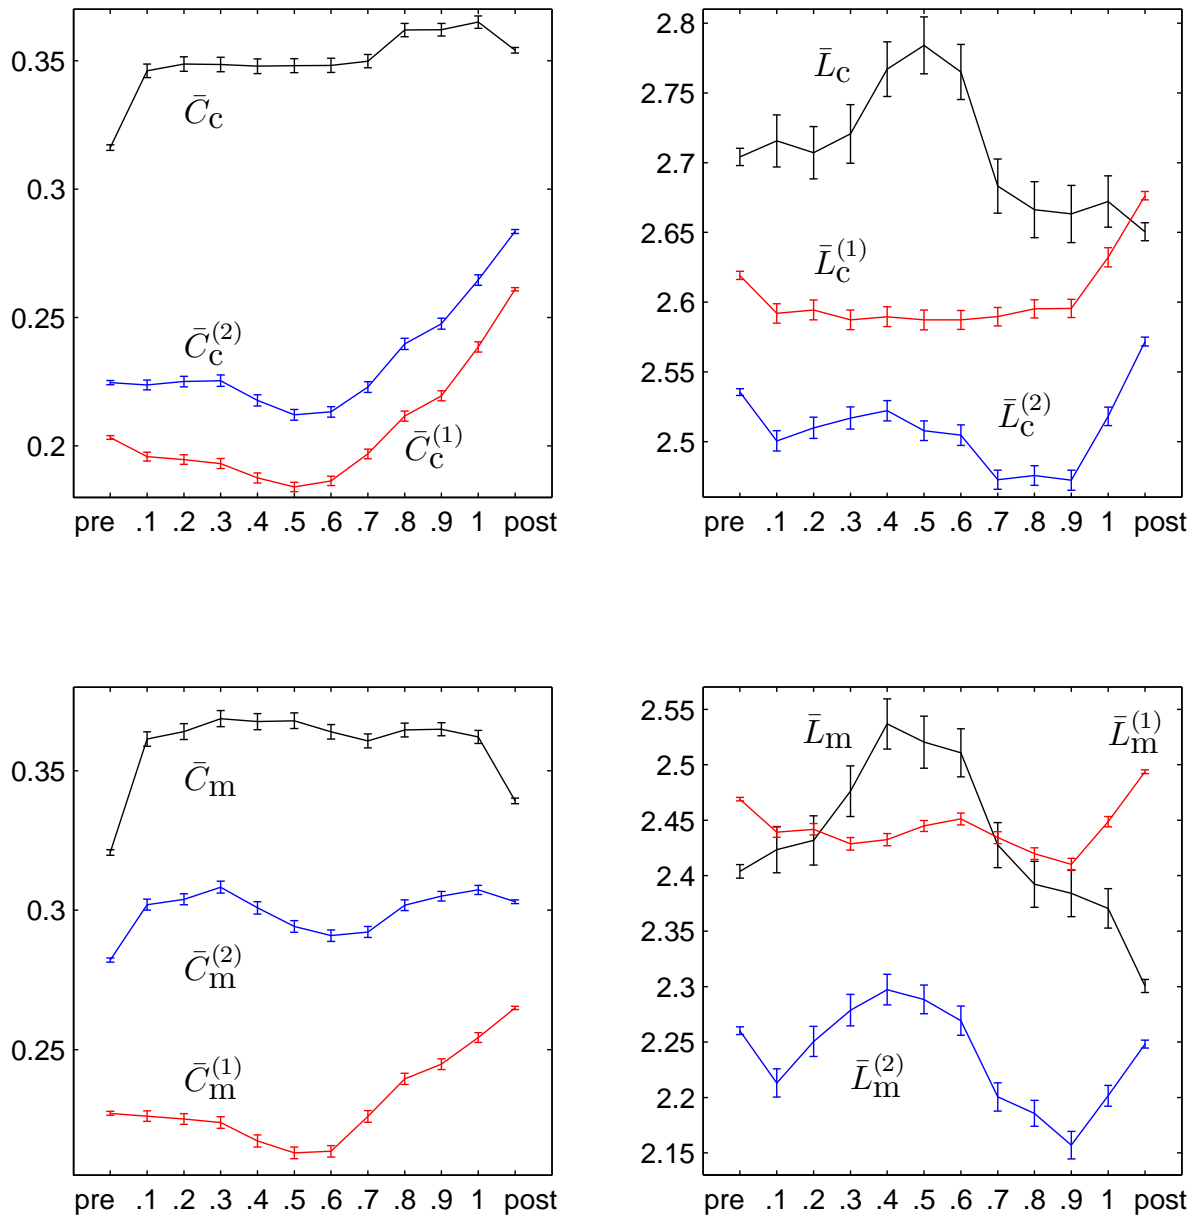 0.35
0.3
0.25
0.2
C̄c
C̄c(2)
C̄c(1)
pre .1 .2 .3 .4 .5 .6 .7 .8 .9 1 post
2.8
2.75
2.7
2.65
2.6
2.55
2.5
L̄c
L̄c(1)
L̄c(2)
pre .1 .2 .3 .4 .5 .6 .7 .8 .9 1 post
0.35
0.3
0.25
C̄m
C̄m(2)
C̄m(1)
pre .1 .2 .3 .4 .5 .6 .7 .8 .9 1 post
2.55
2.5
2.45
2.4
2.35
2.3
2.25
2.2
2.15
L̄m
L̄m(1)
L̄m(2)
pre .1 .2 .3 .4 .5 .6 .7 .8 .9 1 post